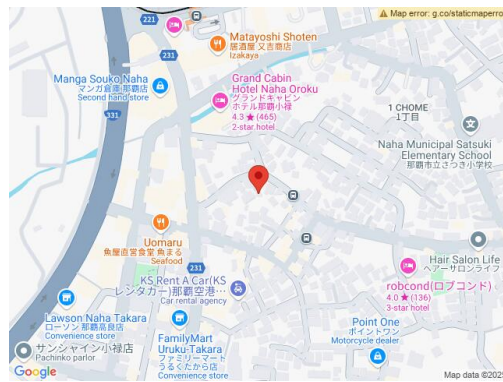 221
231
Matayoshi Shoten
居酒屋 又吉商店
Izakaya
Map error: g.co/staticmaperro
Manga Souko Naha
マンガ倉庫 那覇店
Second hand store
Grand Cabin
Hotel Naha Oroku
グランドキャビン
ホテル那覇小禄
4.3 ★ (465)
2-star hotel
331
1 CHOME
1丁目
Naha Municipal Satsuki
Elementary School
那覇市立さつき小学校
Uomaru
魚屋直営食堂 魚まる
Seafood
231
KS Rent A Car(KS
レンタカー)那覇空港…
Car rental agency
Hair Salon Life
ヘアーサロンライフ
robcond(ロブコンド)
4.0 ★ (136)
3-star hotel
Lawson Naha Takara
ローソン 那覇高良店
Convenience store
FamilyMart
Uruku-Takara
ファミリーマート
うるくたから店
Convenience store
Point One
ポイントワン
Motorcycle dealer
サンシャイン小禄店
Pachinko parlor
Google
Map data ©2025